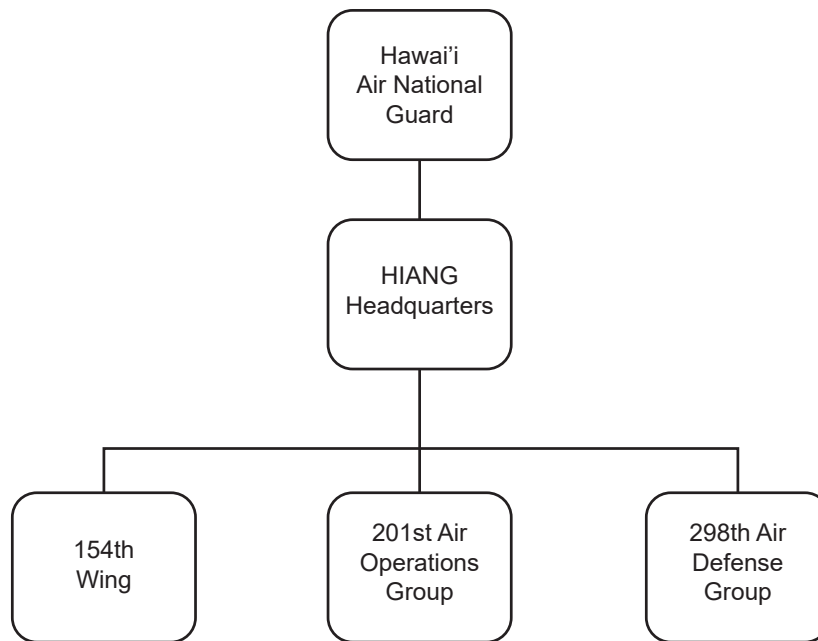 Hawai’i
Air National
Guard
HIANG
Headquarters
154th
Wing
201st Air
Operations
Group
298th Air
Defense
Group